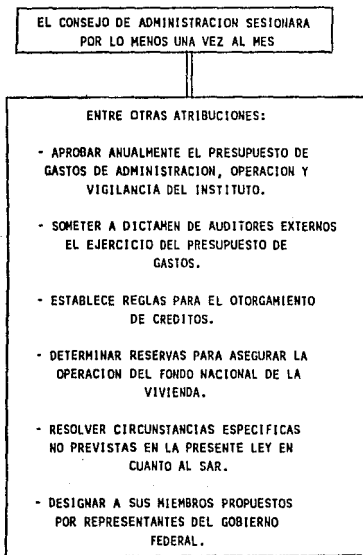 EL CONSEJO DE ADMINISTRACION SESIONARA
POR LO MENOS UNA VEZ AL MES
ENTRE OTRAS ATRIBUCIONES:
- APROBAR ANUALMENTE EL PRESUPUESTO DE
GASTOS DE ADMINISTRACION, OPERACION Y
VIGILANCIA DEL INSTITUTO.
- SOMETER A DICTAMEN DE AUDITORES EXTERNOS
EL EJERCICIO DEL PRESUPUESTO DE
GASTOS.
- ESTABLECE REGLAS PARA EL OTORGAMIENTO
DE CREDITOS.
- DETERMINAR RESERVAS PARA ASEGURAR LA
OPERACION DEL FONDO NACIONAL DE LA
VIVIENDA.
- RESOLVER CIRCUNSTANCIAS ESPECIFICAS
NO PREVISTAS EN LA PRESENTE LEY EN
CUANTO AL SAR.
- DESIGNAR A SUS MIEMBROS PROPUESTOS
POR REPRESENTANTES DEL GOBIERNO
FEDERAL.